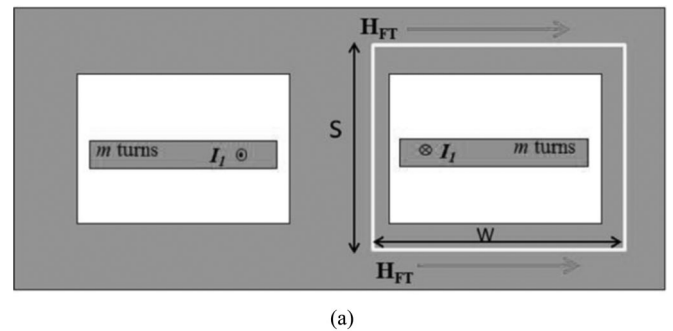 H_FT
m turns I_1 ⊙
S
⊗ I_1 m turns
W
H_FT
(a)